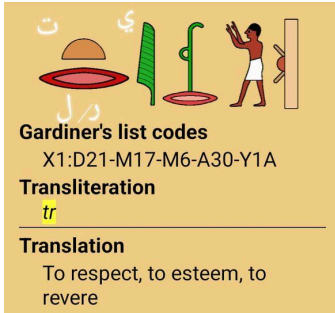 ت ي
ر/ ل
Gardiner's list codes
X1:D21-M17-M6-A30-Y1A
Transliteration
tr
Translation
To respect, to esteem, to
revere